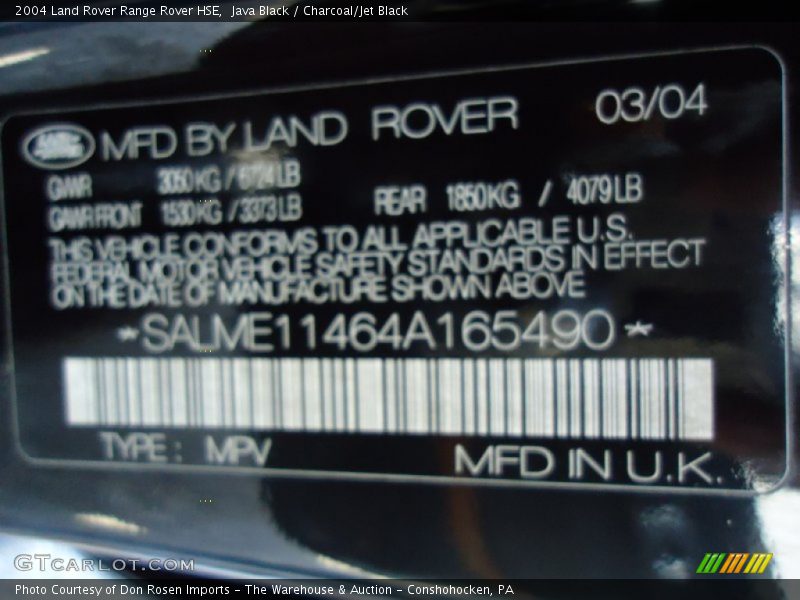 2004 Land Rover Range Rover HSE, Java Black / Charcoal/Jet Black
MFD BY LAND ROVER 03/04
GVWR 3050 KG / 6724 LB
GAWR FRONT 1530 KG / 3373 LB REAR 1850 KG / 4079 LB
THIS VEHICLE CONFORMS TO ALL APPLICABLE U.S.
FEDERAL MOTOR VEHICLE SAFETY STANDARDS IN EFFECT
ON THE DATE OF MANUFACTURE SHOWN ABOVE
*SALME11464A165490*
TYPE: MPV MFD IN U.K.
GTCARLOT.COM
Photo Courtesy of Don Rosen Imports - The Warehouse & Auction - Conshohocken, PA